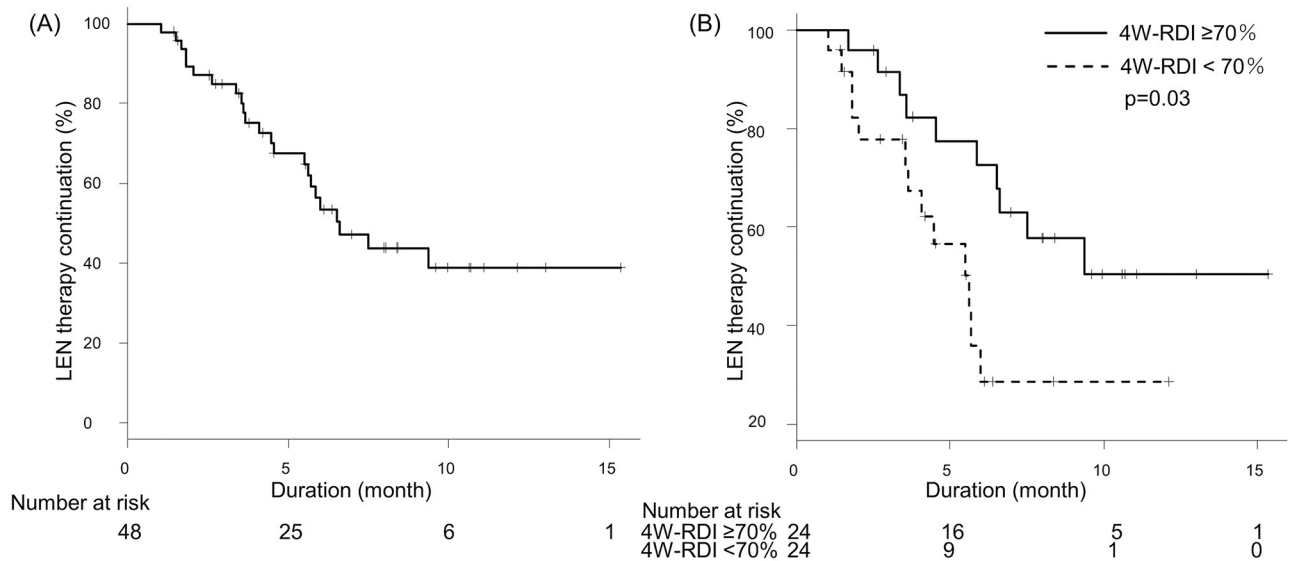 (A)
LEN therapy continuation (%)
100
80
60
40
20
0
0 5 10 15
Duration (month)
Number at risk
48 25 6 1
(B)
4W-RDI ≥70%
4W-RDI < 70%
p=0.03
LEN therapy continuation (%)
100
80
60
40
20
0 5 10 15
Duration (month)
Number at risk
4W-RDI ≥70% 24 16 5 1
4W-RDI <70% 24 9 1 0